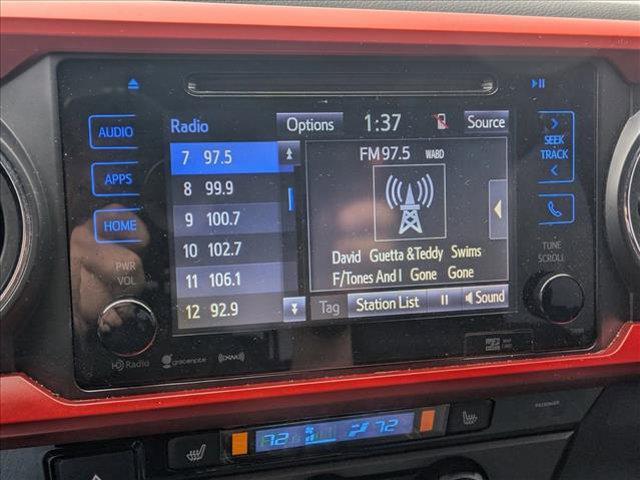 AUDIO
APPS
HOME
PWR
VOL
Radio
Options
1:37
Source
7 97.5
8 99.9
9 100.7
10 102.7
11 106.1
12 92.9
FM97.5 WABD
David Guetta&Teddy Swims
F/Tones And I Gone Gone
Tag
Station List
Sound
SEEK
TRACK
TUNE
SCROLL
HD Radio
gracenote
72
72
PASSENGER